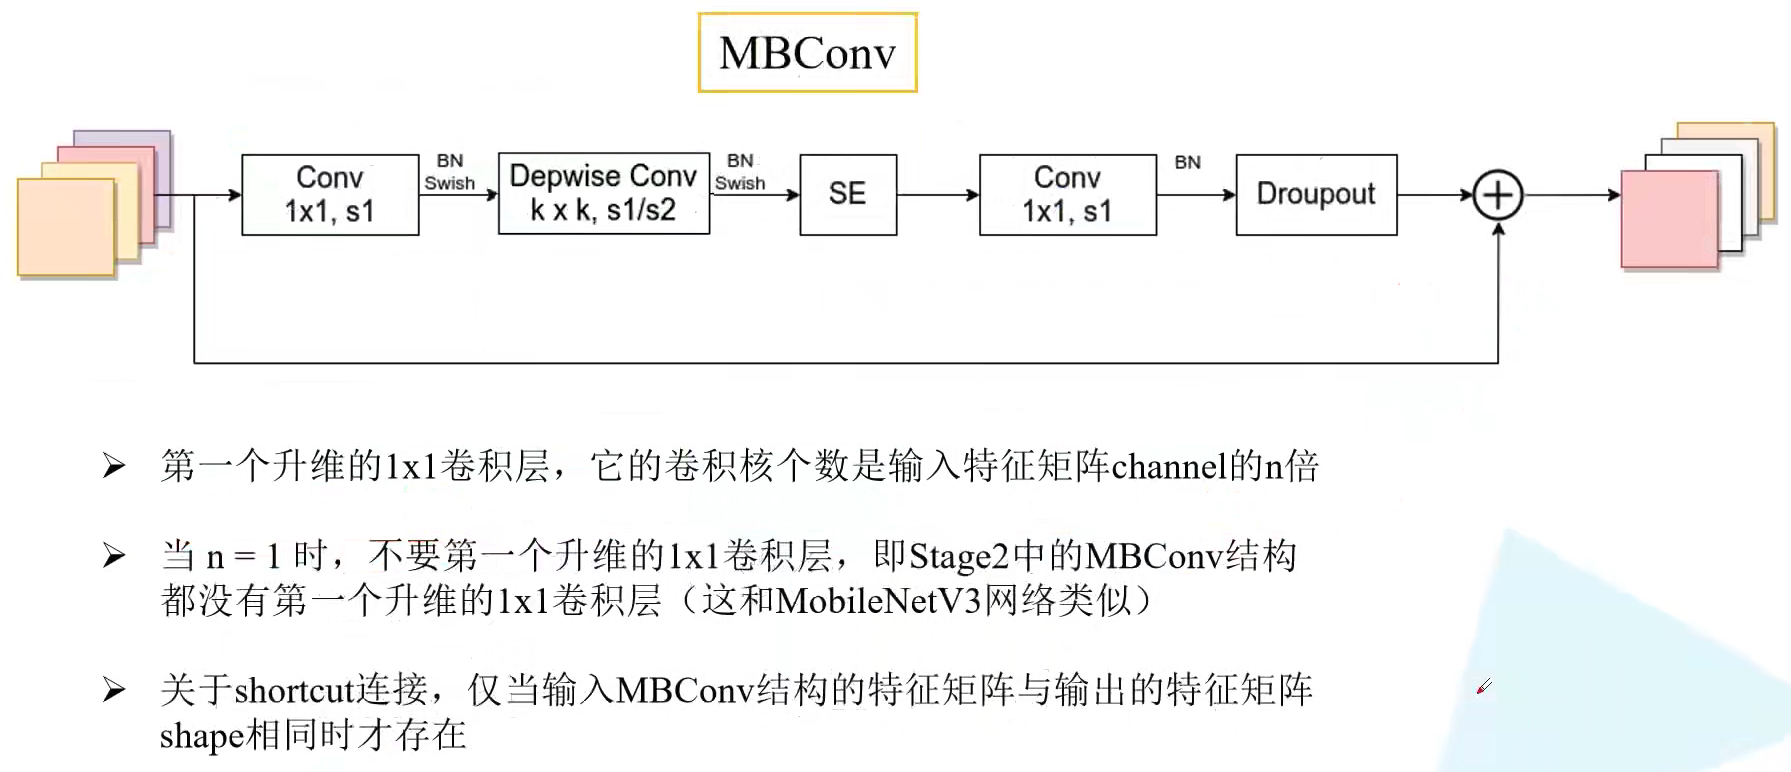 MBConv
Conv
1x1, s1
BN
Swish
Depwise Conv
k x k, s1/s2
BN
Swish
SE
Conv
1x1, s1
BN
Droupout
第一个升维的1x1卷积层，它的卷积核个数是输入特征矩阵channel的n倍
当 n = 1 时，不要第一个升维的1x1卷积层，即Stage2中的MBConv结构
都没有第一个升维的1x1卷积层（这和MobileNetV3网络类似）
关于shortcut连接，仅当输入MBConv结构的特征矩阵与输出的特征矩阵
shape相同时才存在